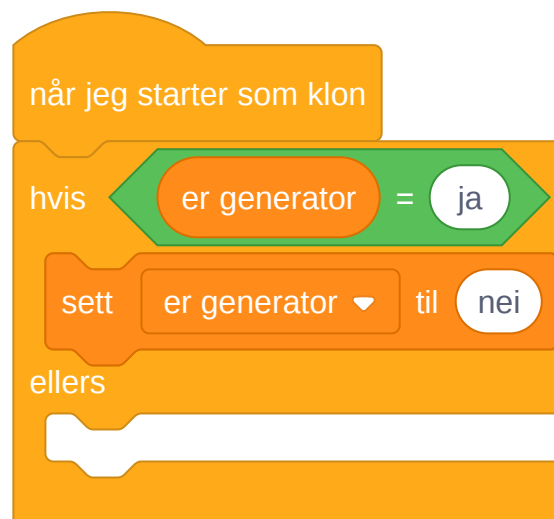 når jeg starter som klon
hvis er generator = ja
sett er generator til nei
ellers